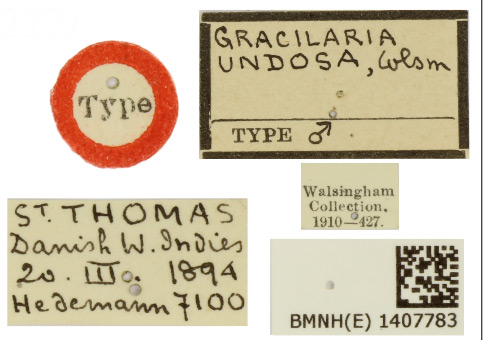 Type
GRACILARIA
UNDOSA, Wlsm
TYPE ♂
Walsingham
Collection.
1910—427.
ST. THOMAS
Danish W. Indies
20. III. 1894
Hedemann 7100
BMNH(E) 1407783